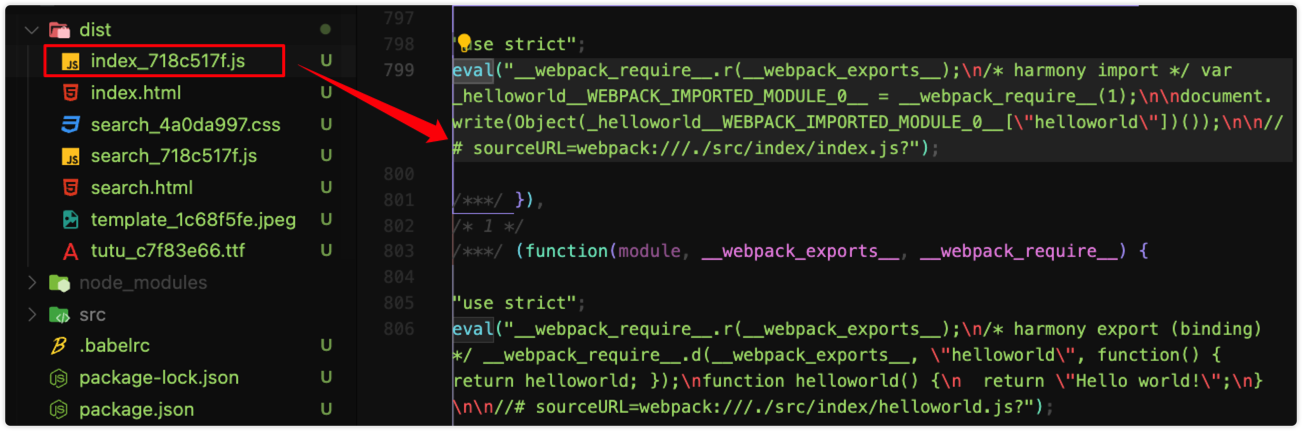 dist
index_718c517f.js U
index.html U
search_4a0da997.css U
search_718c517f.js U
search.html U
template_1c68f5fe.jpeg U
tutu_c7f83e66.ttf U
node_modules
src
.babelrc U
package-lock.json U
package.json U
797
798 "use strict";
799 eval("__webpack_require__.r(__webpack_exports__);\n/* harmony import */ var
_helloworld__WEBPACK_IMPORTED_MODULE_0__ = __webpack_require__(1);\n\ndocument.
write(Object(_helloworld__WEBPACK_IMPORTED_MODULE_0__[\"helloworld\"])());\n\n//
# sourceURL=webpack:///./src/index/index.js?");
800
801 /***/ }),
802 /* 1 */
803 /***/ (function(module, __webpack_exports__, __webpack_require__) {
804
805 "use strict";
806 eval("__webpack_require__.r(__webpack_exports__);\n/* harmony export (binding)
*/ __webpack_require__.d(__webpack_exports__, \"helloworld\", function() {
return helloworld; });\nfunction helloworld() {\n  return \"Hello world!\";\n}
\n\n//# sourceURL=webpack:///./src/index/helloworld.js?");